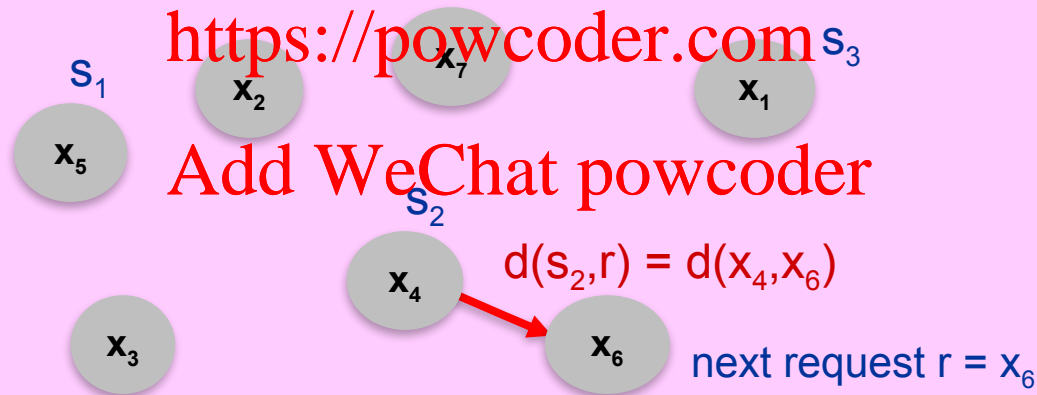 https://powcoder.com
s₃
s₁
x₇
x₂
x₁
x₅
Add WeChat powcoder
s₂
d(s₂,r) = d(x₄,x₆)
x₄
x₃
x₆
next request r = x₆